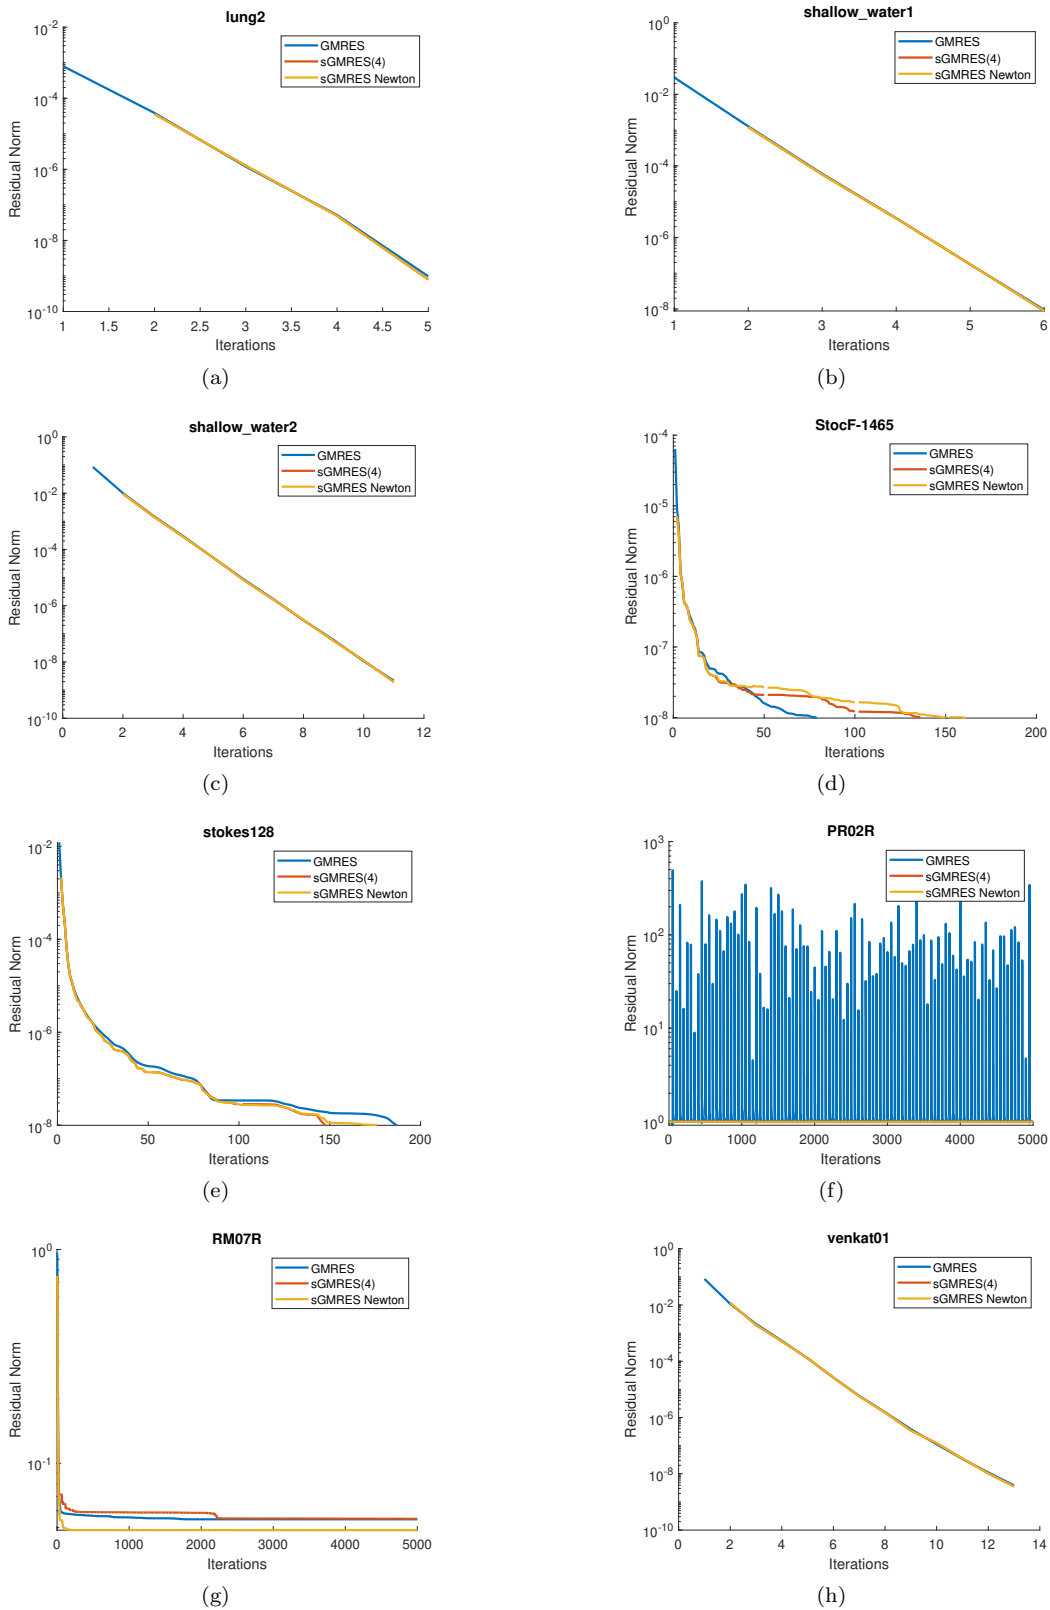 lung2
GMRES
sGMRES(4)
sGMRES Newton
Residual Norm
10^-2
10^-4
10^-6
10^-8
10^-10
1 1.5 2 2.5 3 3.5 4 4.5 5
Iterations
(a)
shallow_water1
GMRES
sGMRES(4)
sGMRES Newton
Residual Norm
10^0
10^-2
10^-4
10^-6
10^-8
1 2 3 4 5 6
Iterations
(b)
shallow_water2
GMRES
sGMRES(4)
sGMRES Newton
Residual Norm
10^0
10^-2
10^-4
10^-6
10^-8
10^-10
0 2 4 6 8 10 12
Iterations
(c)
StocF-1465
GMRES
sGMRES(4)
sGMRES Newton
Residual Norm
10^-4
10^-5
10^-6
10^-7
10^-8
0 50 100 150 200
Iterations
(d)
stokes128
GMRES
sGMRES(4)
sGMRES Newton
Residual Norm
10^-2
10^-4
10^-6
10^-8
0 50 100 150 200
Iterations
(e)
PR02R
GMRES
sGMRES(4)
sGMRES Newton
Residual Norm
10^3
10^2
10^1
10^0
0 1000 2000 3000 4000 5000
Iterations
(f)
RM07R
GMRES
sGMRES(4)
sGMRES Newton
Residual Norm
10^0
10^-1
0 1000 2000 3000 4000 5000
Iterations
(g)
venkat01
GMRES
sGMRES(4)
sGMRES Newton
Residual Norm
10^0
10^-2
10^-4
10^-6
10^-8
10^-10
0 2 4 6 8 10 12 14
Iterations
(h)